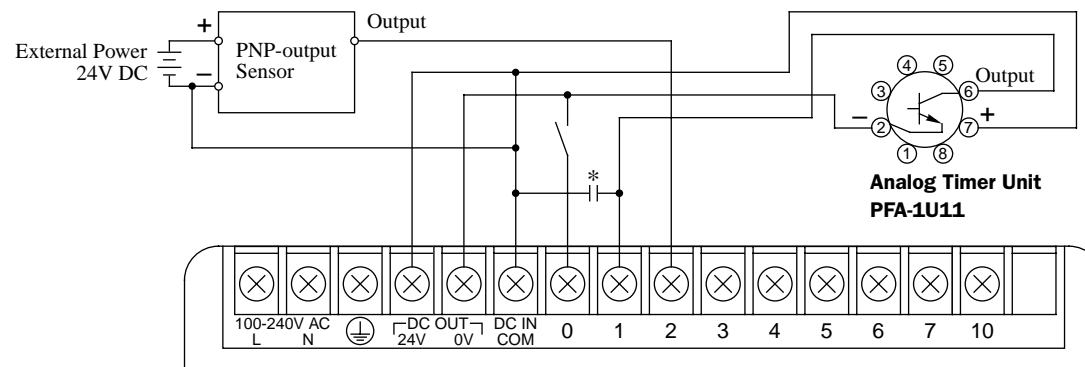 Output
+
External Power
24V DC
−
PNP-output
Sensor
4
5
3
Output
6
−
+
2
7
1
8
*
Analog Timer Unit
PFA-1U11
100-240V AC
L
N
DC OUT
24V
0V
DC IN
COM
0
1
2
3
4
5
6
7
10